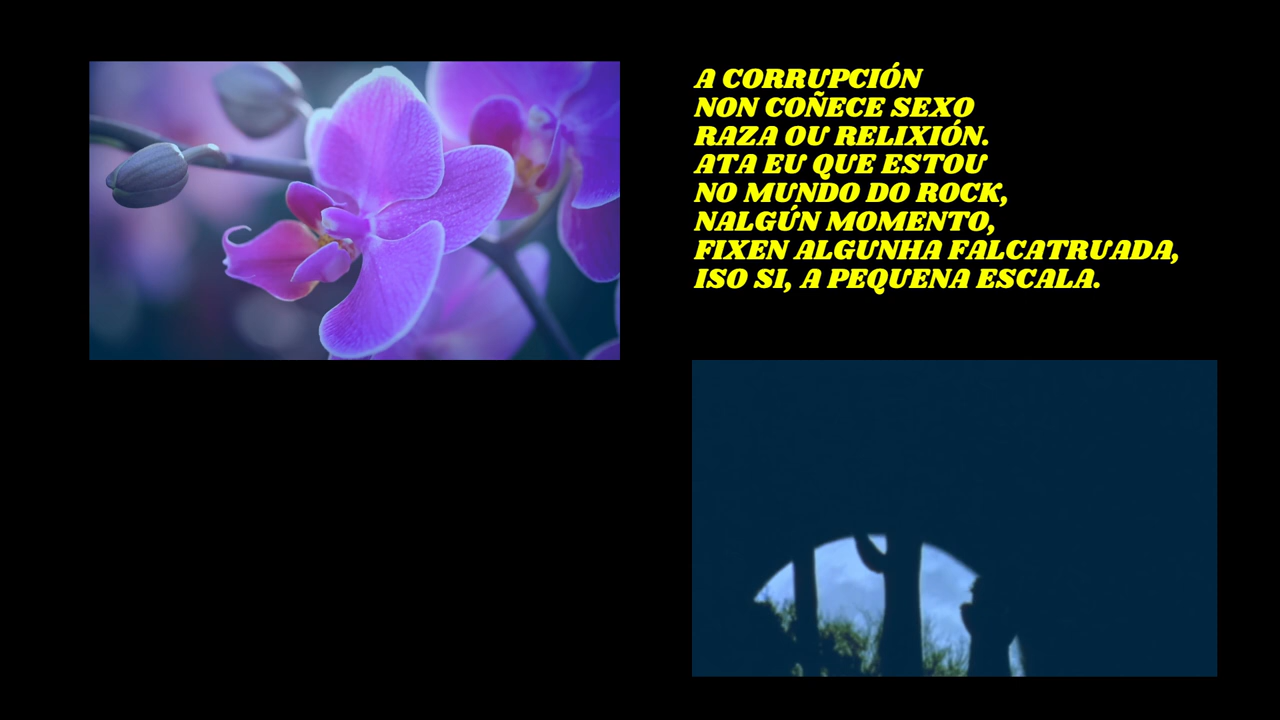 A CORRUPCIÓN
NON COÑECE SEXO
RAZA OU RELIXIÓN.
ATA EU QUE ESTOU
NO MUNDO DO ROCK,
NALGÚN MOMENTO,
FIXEN ALGUNHA FALCATRUADA,
ISO SI, A PEQUENA ESCALA.